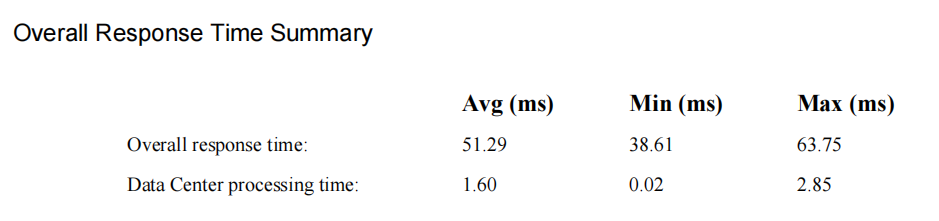 Overall Response Time Summary
Avg (ms) Min (ms) Max (ms)
Overall response time: 51.29 38.61 63.75
Data Center processing time: 1.60 0.02 2.85